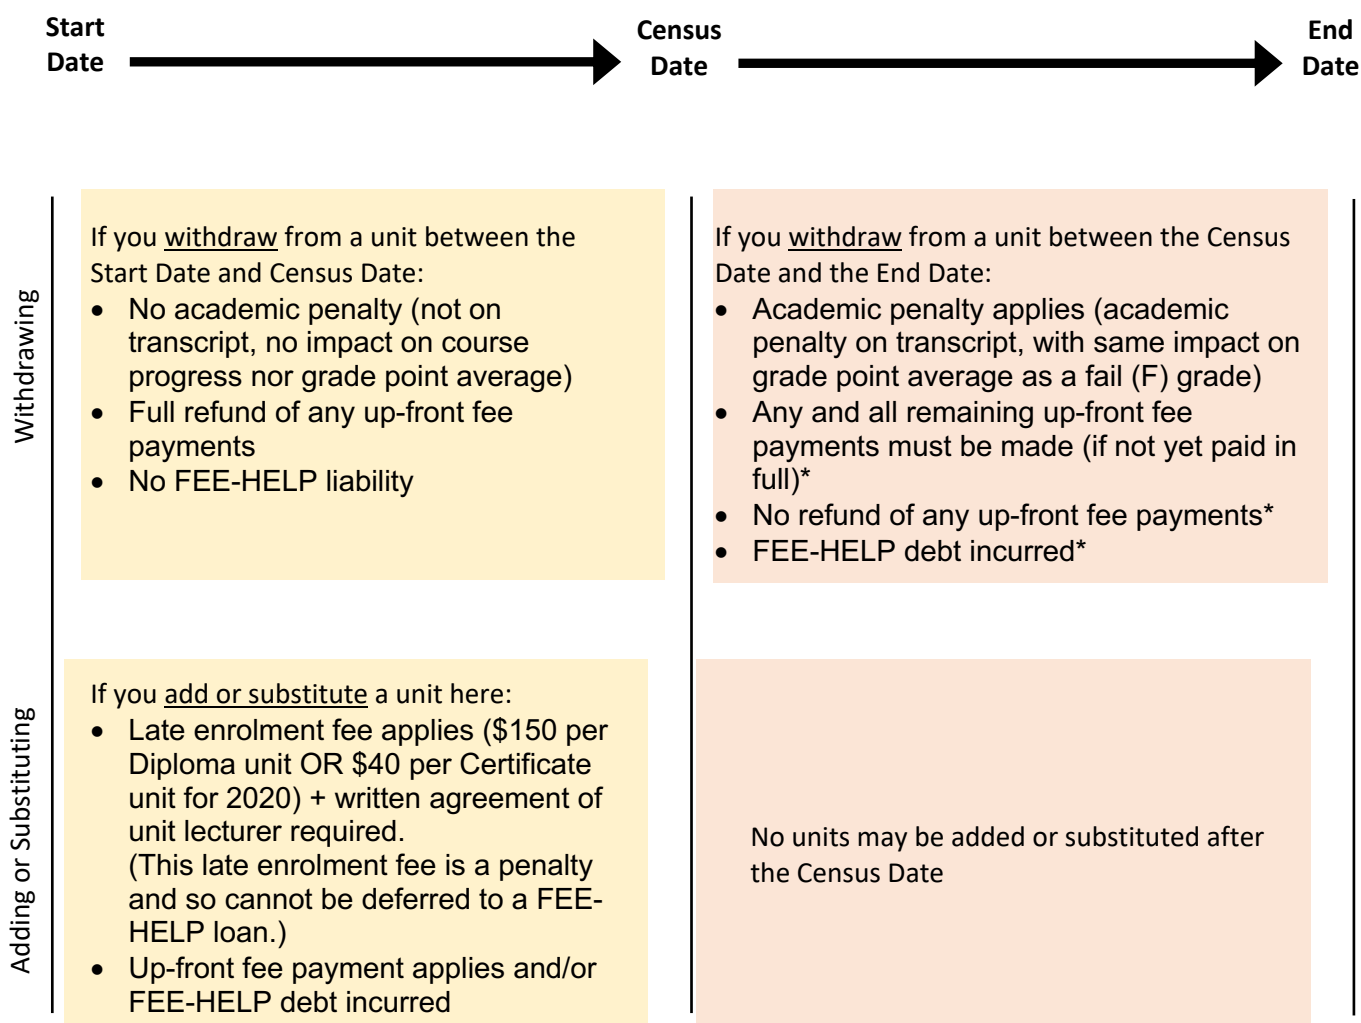 Start
Date
Census
Date
End
Date
Withdrawing
If you withdraw from a unit between the
Start Date and Census Date:
• No academic penalty (not on
transcript, no impact on course
progress nor grade point average)
• Full refund of any up-front fee
payments
• No FEE-HELP liability
If you withdraw from a unit between the Census
Date and the End Date:
• Academic penalty applies (academic
penalty on transcript, with same impact on
grade point average as a fail (F) grade)
• Any and all remaining up-front fee
payments must be made (if not yet paid in
full)*
• No refund of any up-front fee payments*
• FEE-HELP debt incurred*
Adding or Substituting
If you add or substitute a unit here:
• Late enrolment fee applies ($150 per
Diploma unit OR $40 per Certificate
unit for 2020) + written agreement of
unit lecturer required.
(This late enrolment fee is a penalty
and so cannot be deferred to a FEE-
HELP loan.)
• Up-front fee payment applies and/or
FEE-HELP debt incurred
No units may be added or substituted after
the Census Date